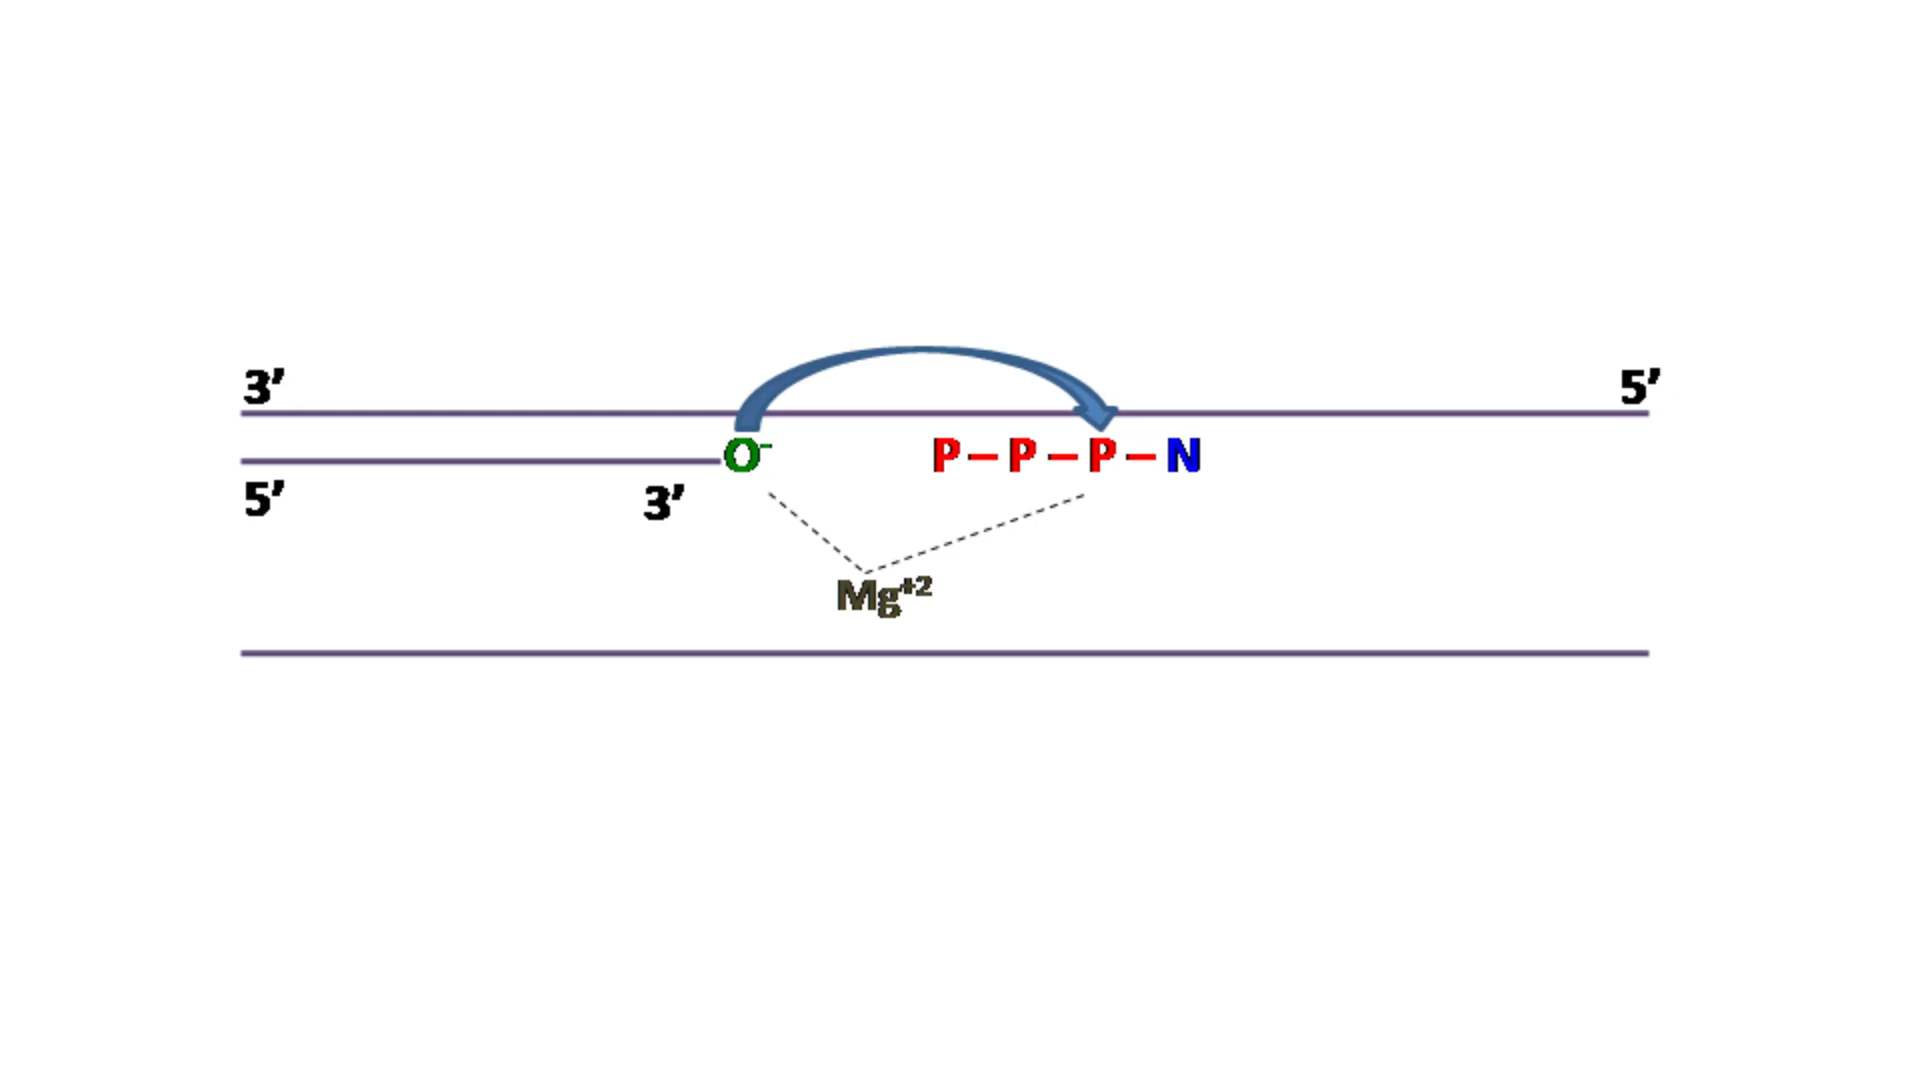 3’ 5’
O⁻ P – P – P – N
5’ 3’
Mg⁺²